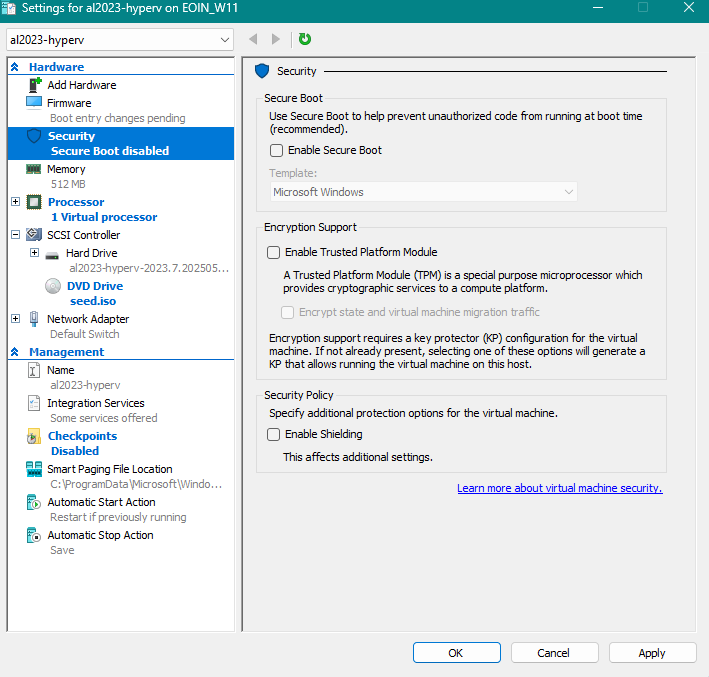 Settings for al2023-hyperv on EOIN_W11
al2023-hyperv
Hardware
Add Hardware
Firmware
Boot entry changes pending
Security
Secure Boot disabled
Memory
512 MB
Processor
1 Virtual processor
SCSI Controller
Hard Drive
al2023-hyperv-2023.7.202505...
DVD Drive
seed.iso
Network Adapter
Default Switch
Management
Name
al2023-hyperv
Integration Services
Some services offered
Checkpoints
Disabled
Smart Paging File Location
C:\ProgramData\Microsoft\Windo...
Automatic Start Action
Restart if previously running
Automatic Stop Action
Save
Security
Secure Boot
Use Secure Boot to help prevent unauthorized code from running at boot time
(recommended).
Enable Secure Boot
Template:
Microsoft Windows
Encryption Support
Enable Trusted Platform Module
A Trusted Platform Module (TPM) is a special purpose microprocessor which
provides cryptographic services to a compute platform.
Encrypt state and virtual machine migration traffic
Encryption support requires a key protector (KP) configuration for the virtual
machine. If not already present, selecting one of these options will generate a
KP that allows running the virtual machine on this host.
Security Policy
Specify additional protection options for the virtual machine.
Enable Shielding
This affects additional settings.
Learn more about virtual machine security.
OK
Cancel
Apply